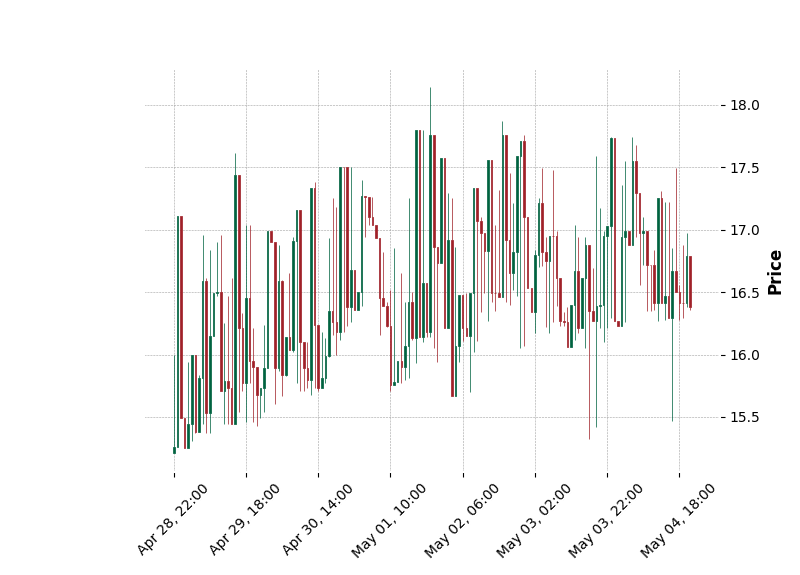 18.0
17.5
17.0
16.5
16.0
15.5
Price
Apr 28, 22:00
Apr 29, 18:00
Apr 30, 14:00
May 01, 10:00
May 02, 06:00
May 03, 02:00
May 03, 22:00
May 04, 18:00